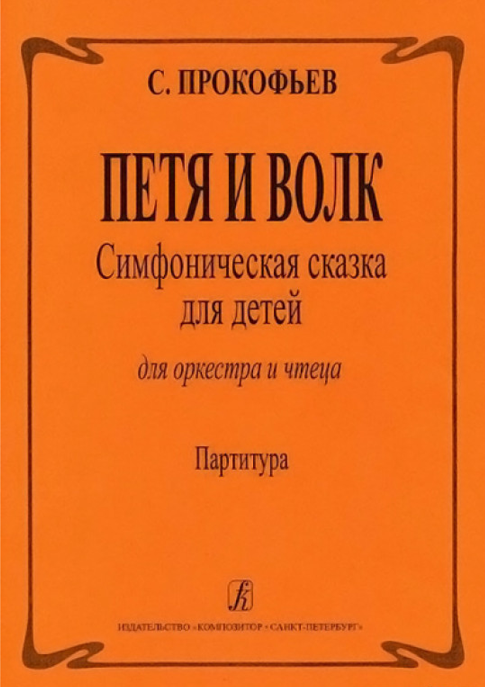 С. ПРОКОФЬЕВ
ПЕТЯ И ВОЛК
Симфоническая сказка
для детей
для оркестра и чтеца
Партитура
ИЗДАТЕЛЬСТВО «КОМПОЗИТОР • САНКТ-ПЕТЕРБУРГ»